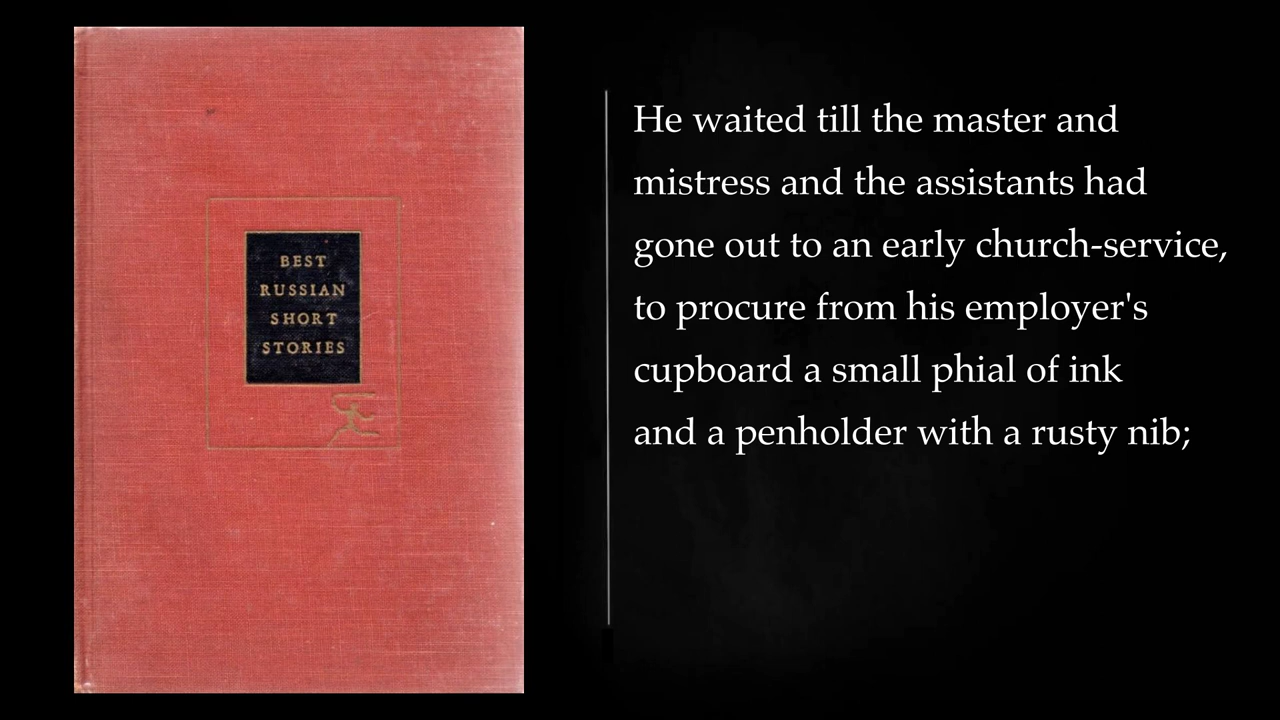 BEST
RUSSIAN
SHORT
STORIES
He waited till the master and
mistress and the assistants had
gone out to an early church-service,
to procure from his employer's
cupboard a small phial of ink
and a penholder with a rusty nib;